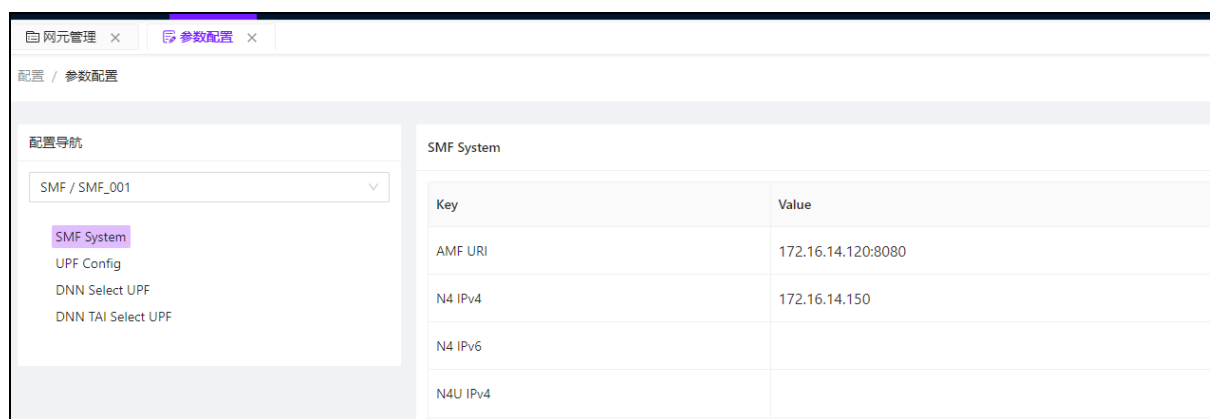 网元管理
参数配置
配置 / 参数配置
配置导航
SMF / SMF_001
SMF System
UPF Config
DNN Select UPF
DNN TAI Select UPF
SMF System
Key Value
AMF URI 172.16.14.120:8080
N4 IPv4 172.16.14.150
N4 IPv6
N4U IPv4